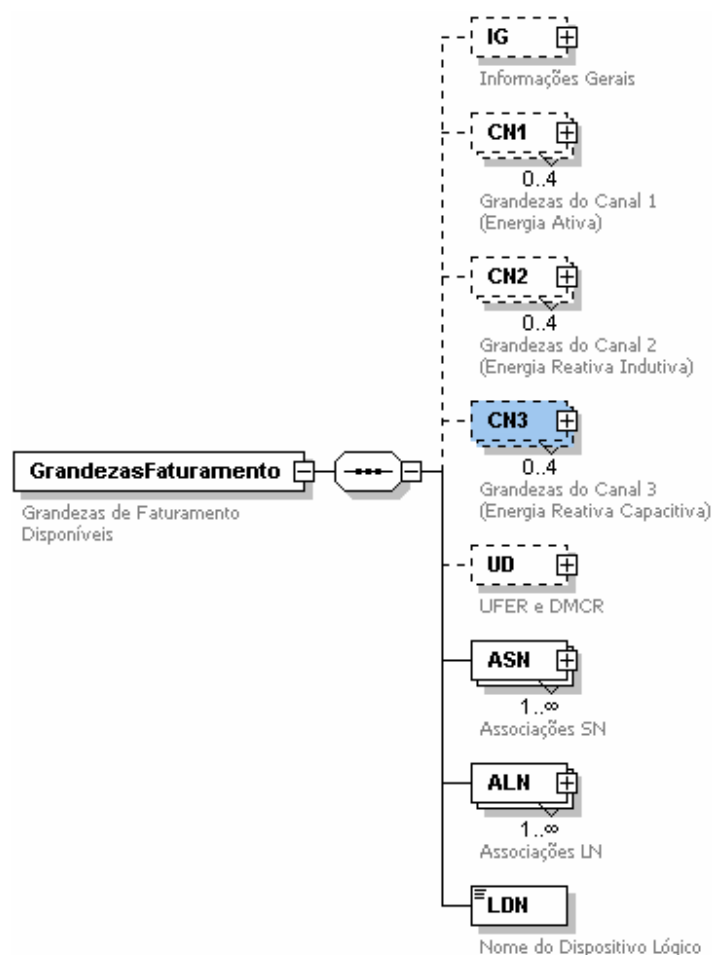 IG
Informações Gerais
CN1
0..4
Grandezas do Canal 1
(Energia Ativa)
CN2
0..4
Grandezas do Canal 2
(Energia Reativa Indutiva)
CN3
0..4
Grandezas do Canal 3
(Energia Reativa Capacitiva)
GrandezasFaturamento
Grandezas de Faturamento
Disponíveis
UD
UFER e DMCR
ASN
1..∞
Associações SN
ALN
1..∞
Associações LN
LDN
Nome do Dispositivo Lógico